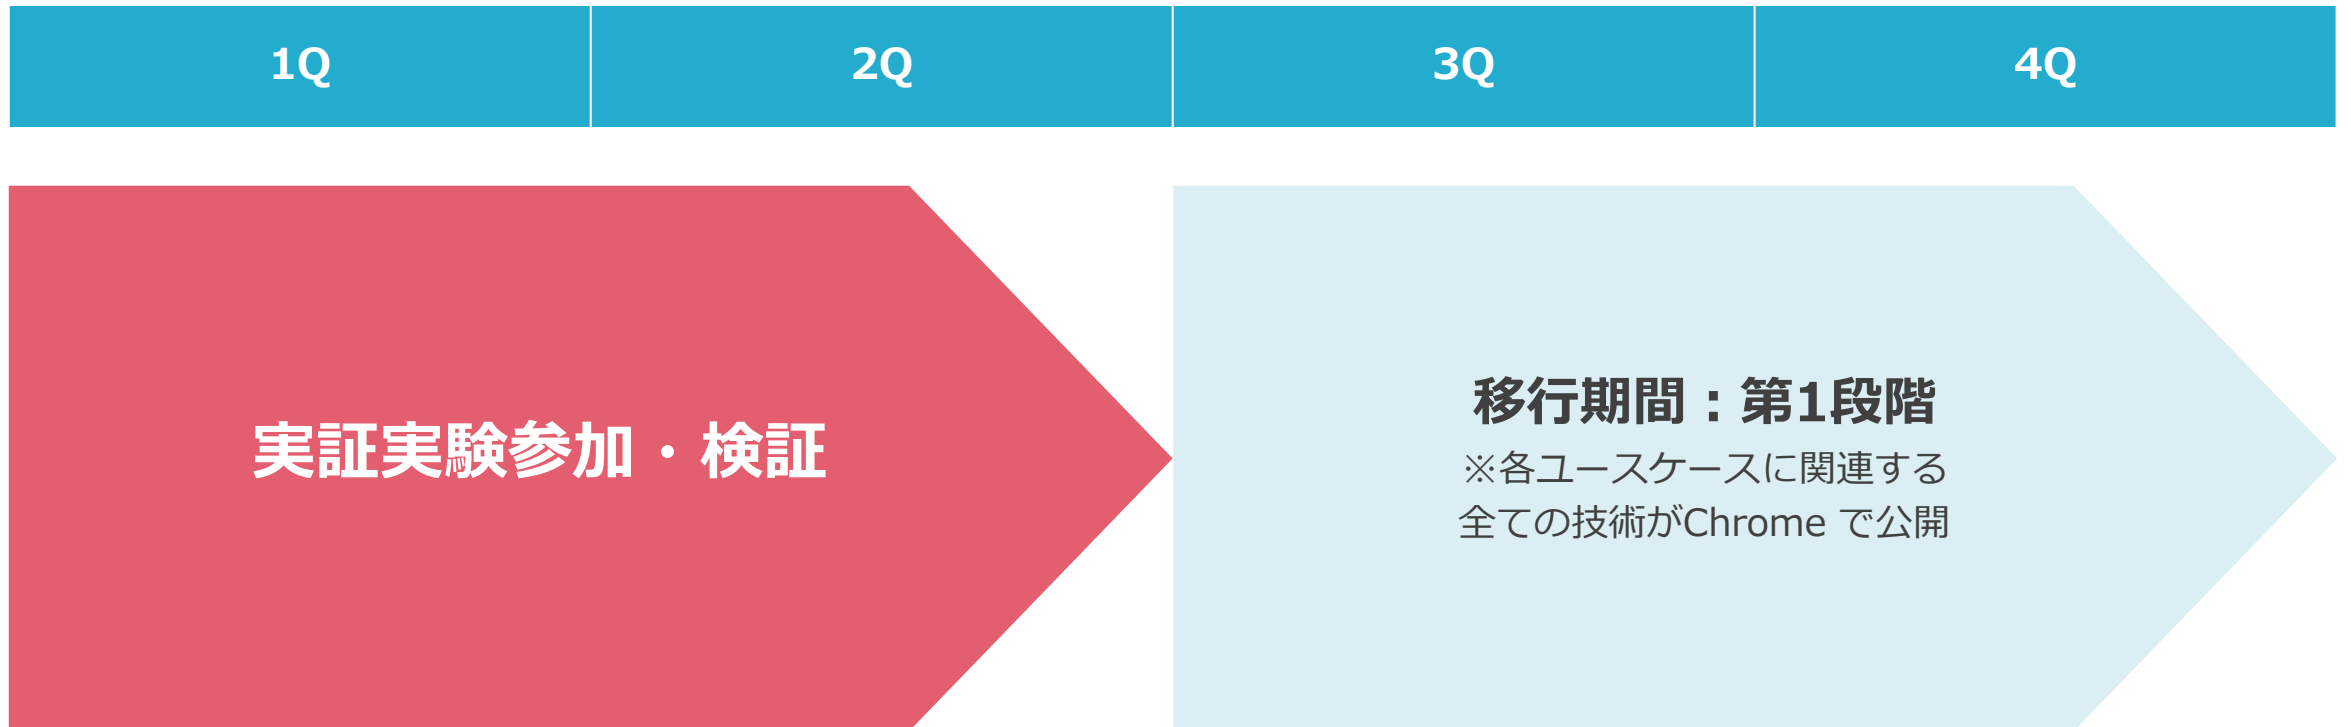 1Q
2Q
3Q
4Q
実証実験参加・検証
移行期間：第1段階
※各ユースケースに関連する
全ての技術がChrome で公開